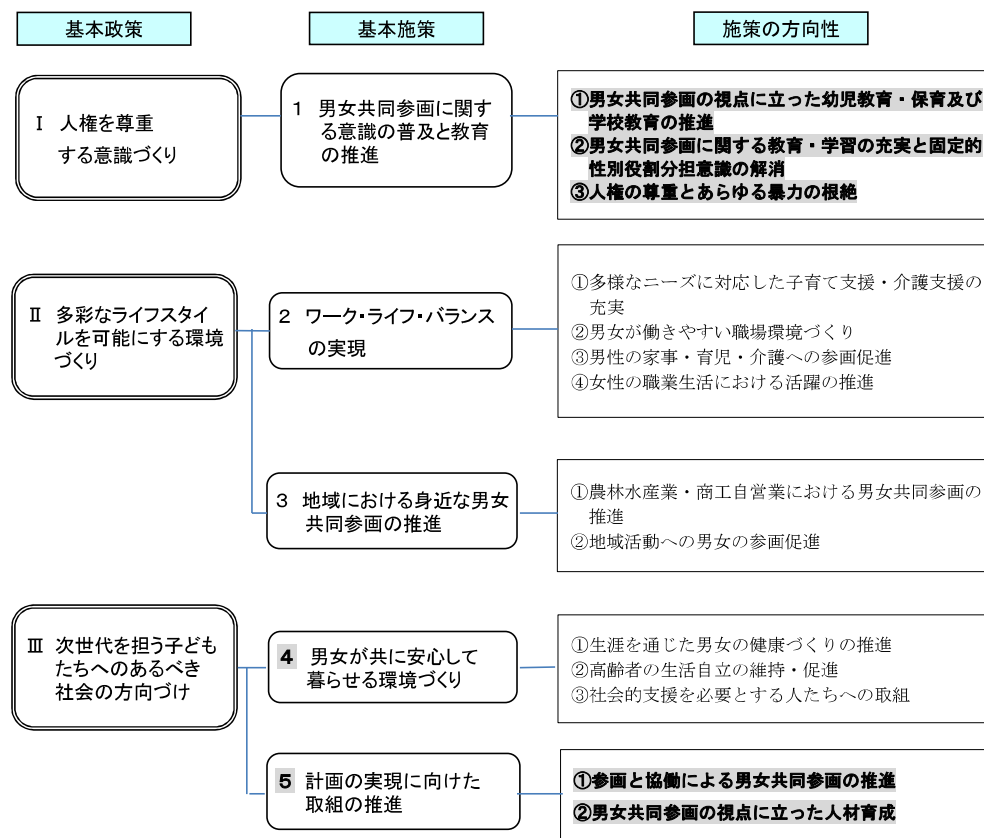 基本政策
基本施策
施策の方向性
Ⅰ 人権を尊重
する意識づくり
1 男女共同参画に関す
る意識の普及と教育
の推進
①男女共同参画の視点に立った幼児教育・保育及び
学校教育の推進
②男女共同参画に関する教育・学習の充実と固定的
性別役割分担意識の解消
③人権の尊重とあらゆる暴力の根絶
Ⅱ 多彩なライフスタイ
ルを可能にする環境
づくり
2 ワーク・ライフ・バランス
の実現
①多様なニーズに対応した子育て支援・介護支援の
充実
②男女が働きやすい職場環境づくり
③男性の家事・育児・介護への参画促進
④女性の職業生活における活躍の推進
3 地域における身近な男女
共同参画の推進
①農林水産業・商工自営業における男女共同参画の
推進
②地域活動への男女の参画促進
Ⅲ 次世代を担う子ども
たちへのあるべき
社会の方向づけ
4 男女が共に安心して
暮らせる環境づくり
①生涯を通じた男女の健康づくりの推進
②高齢者の生活自立の維持・促進
③社会的支援を必要とする人たちへの取組
5 計画の実現に向けた
取組の推進
①参画と協働による男女共同参画の推進
②男女共同参画の視点に立った人材育成